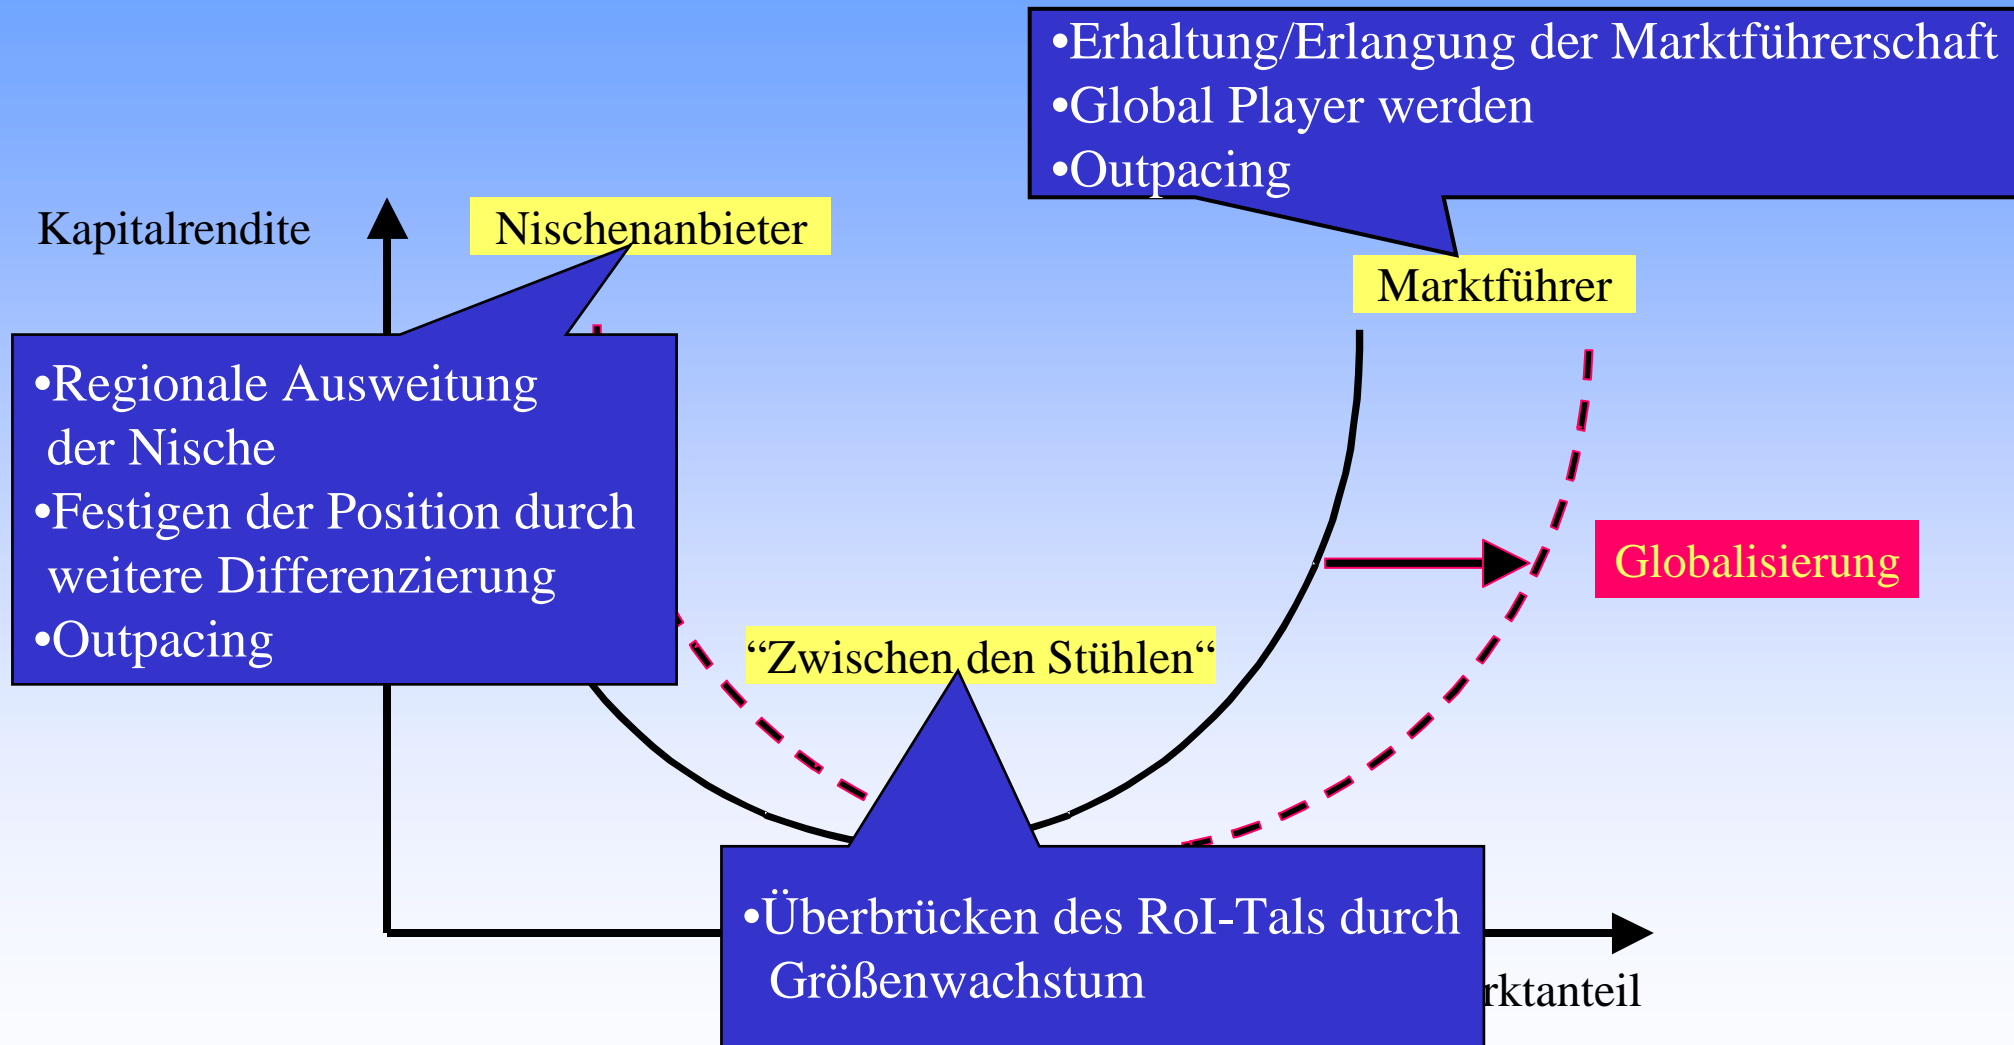 •Erhaltung/Erlangung der Marktführerschaft
•Global Player werden
•Outpacing
Kapitalrendite
Nischenanbieter
Marktführer
•Regionale Ausweitung
der Nische
•Festigen der Position durch
weitere Differenzierung
•Outpacing
Globalisierung
“Zwischen den Stühlen“
•Überbrücken des RoI-Tals durch
Größenwachstum
rktanteil